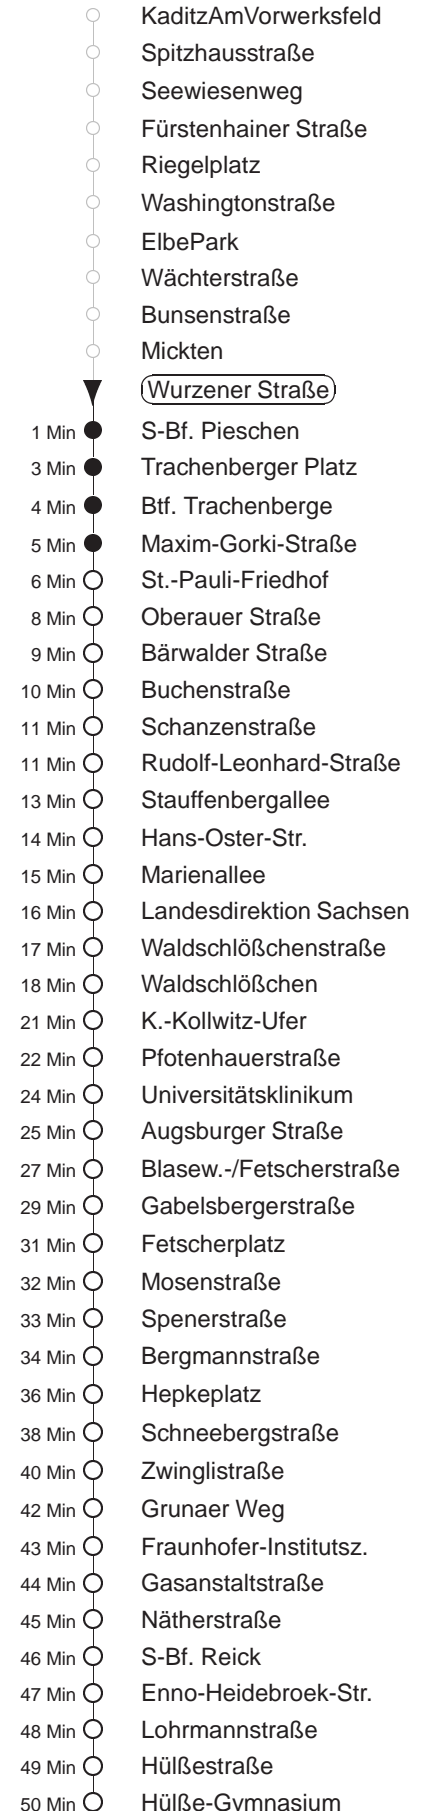 KaditzAmVorwerksfeld
Spitzhausstraße
Seewiesenweg
Fürstenhainer Straße
Riegelplatz
Washingtonstraße
ElbePark
Wächterstraße
Bunsenstraße
Mickten
Wurzener Straße
1 Min S-Bf. Pieschen
3 Min Trachenberger Platz
4 Min Btf. Trachenberge
5 Min Maxim-Gorki-Straße
6 Min St.-Pauli-Friedhof
8 Min Oberauer Straße
9 Min Bärwalder Straße
10 Min Buchenstraße
11 Min Schanzenstraße
11 Min Rudolf-Leonhard-Straße
13 Min Stauffenbergallee
14 Min Hans-Oster-Str.
15 Min Marienallee
16 Min Landesdirektion Sachsen
17 Min Waldschlößchenstraße
18 Min Waldschlößchen
21 Min K.-Kollwitz-Ufer
22 Min Pfotenhauerstraße
24 Min Universitätsklinikum
25 Min Augsburger Straße
27 Min Blasew.-/Fetscherstraße
29 Min Gabelsbergerstraße
31 Min Fetscherplatz
32 Min Mosenstraße
33 Min Spenerstraße
34 Min Bergmannstraße
36 Min Hepkeplatz
38 Min Schneebergstraße
40 Min Zwinglistraße
42 Min Grunaer Weg
43 Min Fraunhofer-Institutsz.
44 Min Gasanstaltstraße
45 Min Nätherstraße
46 Min S-Bf. Reick
47 Min Enno-Heidebroek-Str.
48 Min Lohrmannstraße
49 Min Hülßestraße
50 Min Hülße-Gymnasium